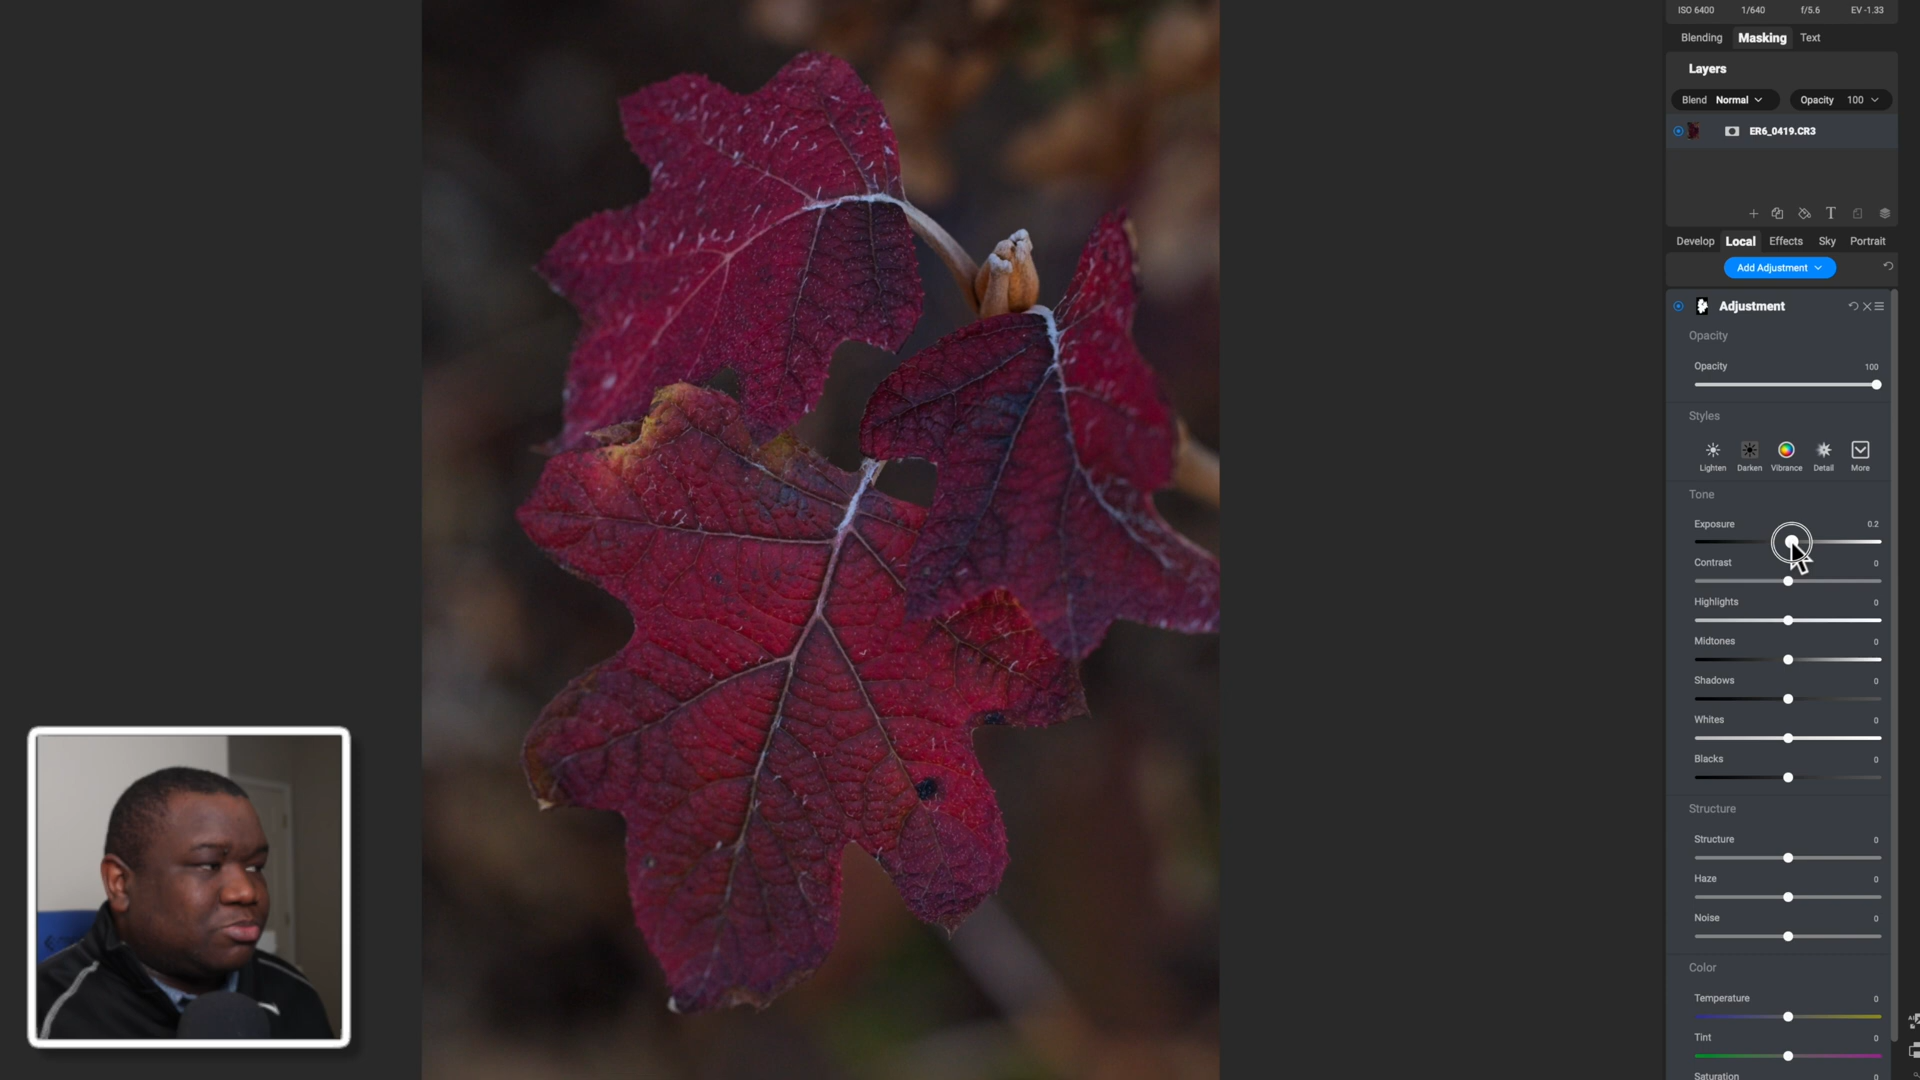 ISO 6400 1/640 f/5.6 EV -1.33
Blending Masking Text
Layers
Blend Normal Opacity 100
ER6_0419.CR3
T
Develop Local Effects Sky Portrait
Add Adjustment
Adjustment
Opacity
Opacity 100
Styles
Lighten Darken Vibrance Detail More
Tone
Exposure 0.2
Contrast 0
Highlights 0
Midtones 0
Shadows 0
Whites 0
Blacks 0
Structure
Structure 0
Haze 0
Noise 0
Color
Temperature 0
Tint 0
Saturation 0